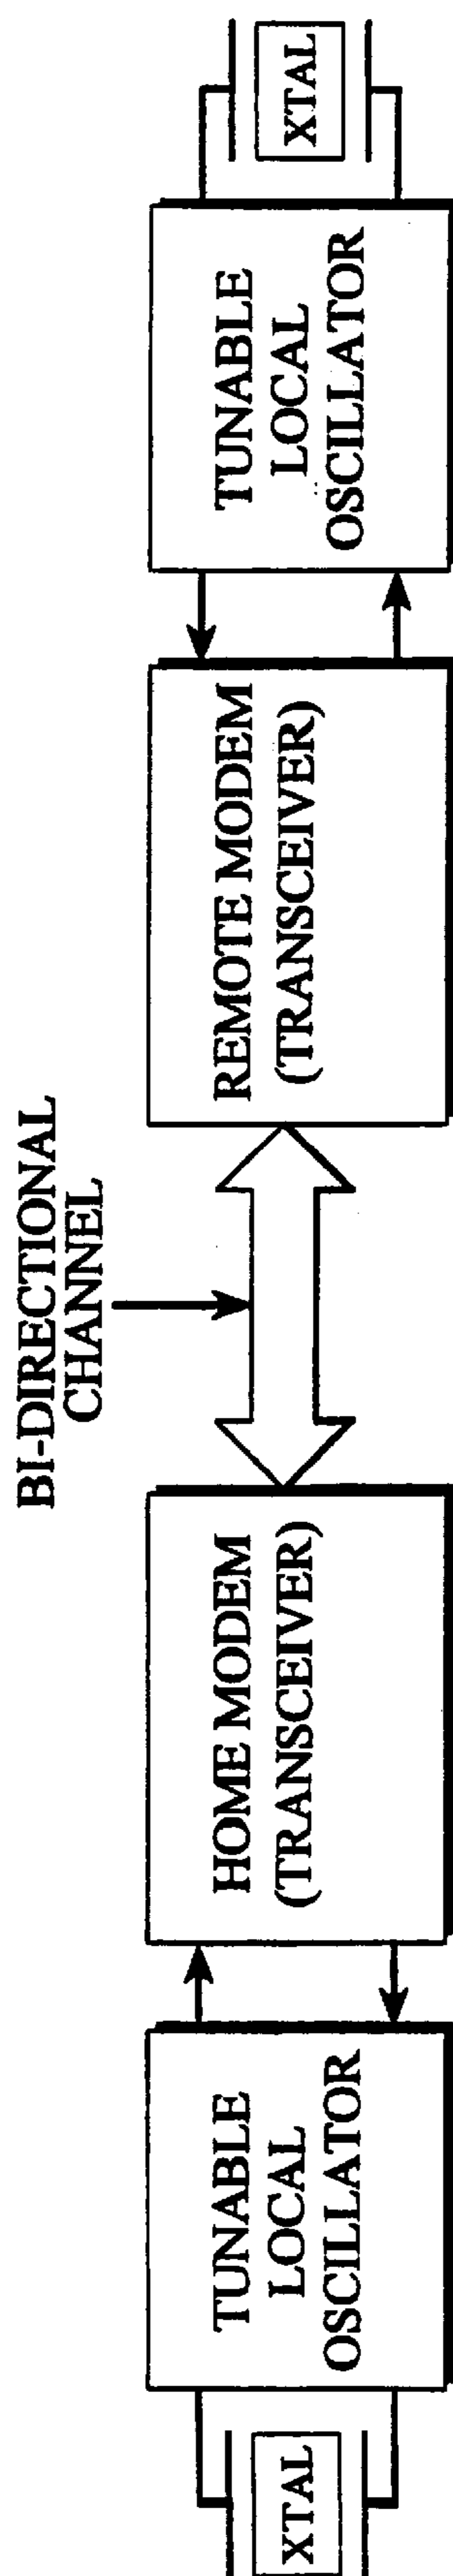 BI-DIRECTIONAL
CHANNEL
XTAL
TUNABLE
LOCAL
OSCILLATOR
HOME MODEM
(TRANSCEIVER)
REMOTE MODEM
(TRANSCEIVER)
TUNABLE
LOCAL
OSCILLATOR
XTAL